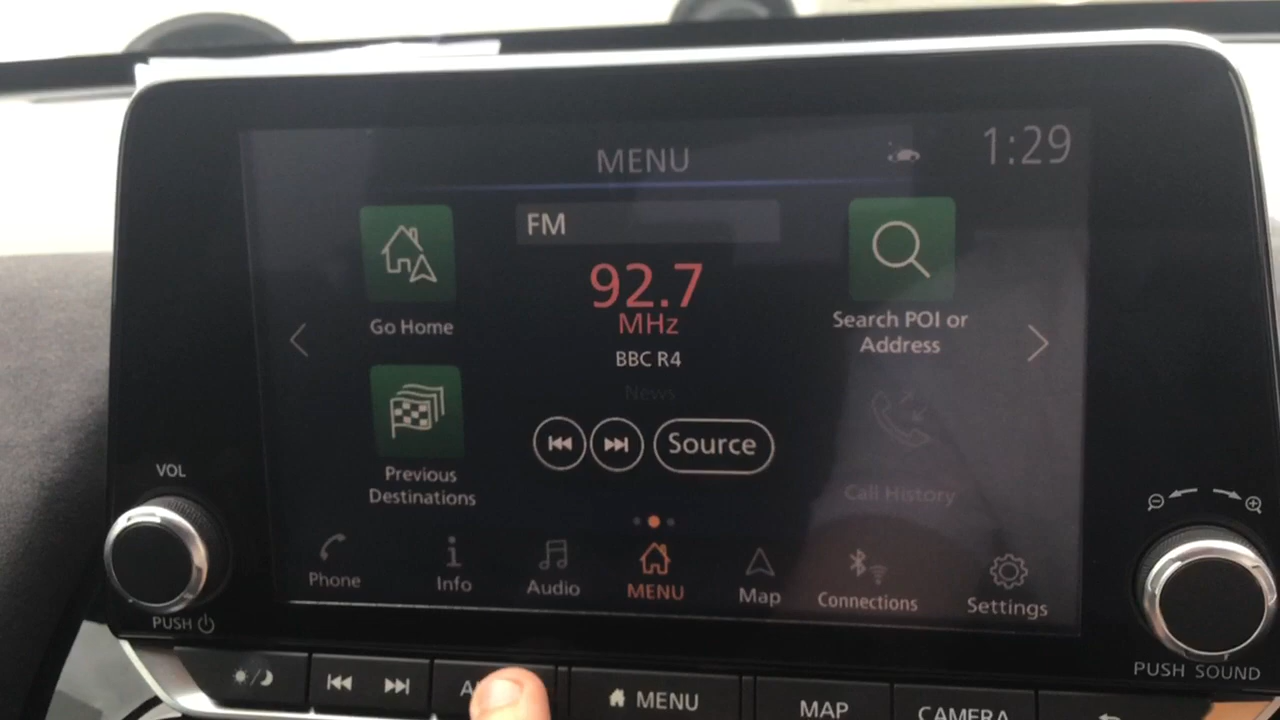 MENU
1:29
FM
92.7
MHz
BBC R4
News
Source
Go Home
Previous
Destinations
Search POI or
Address
Call History
Phone
Info
Audio
MENU
Map
Connections
Settings
VOL
PUSH
PUSH SOUND
MENU
MAP
CAMERA